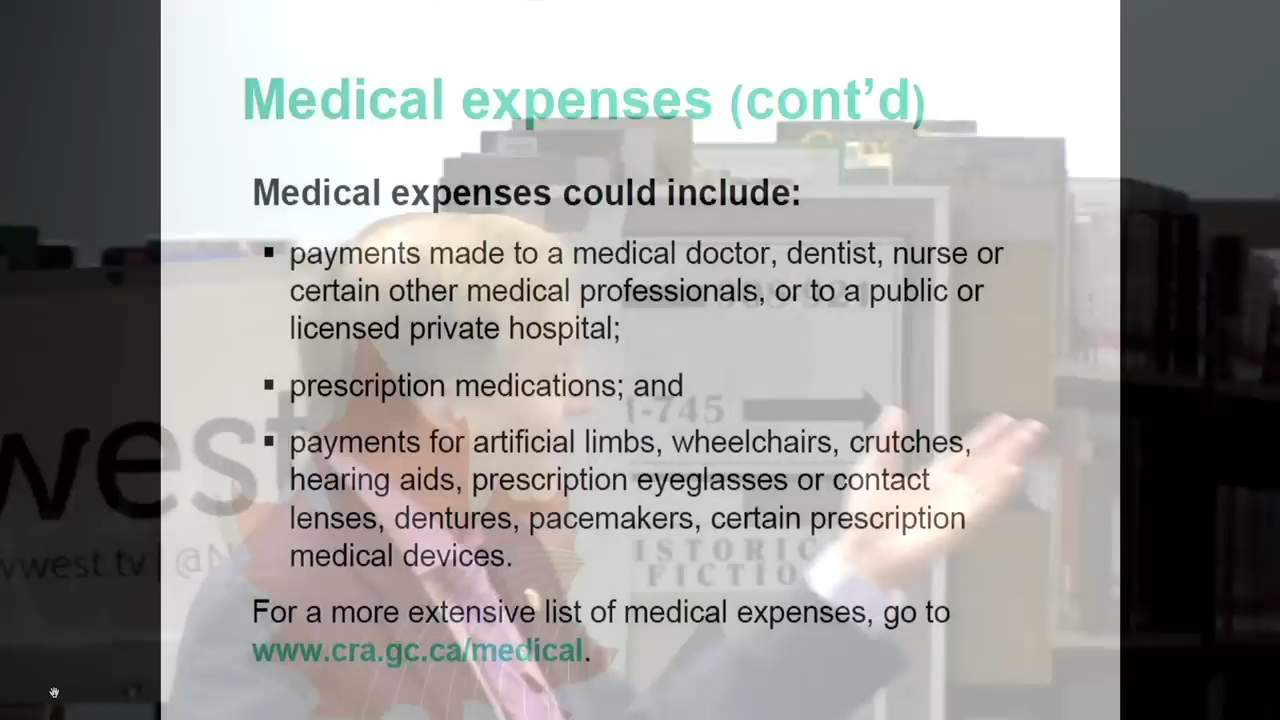 Medical expenses (cont’d)
Medical expenses could include:
▪ payments made to a medical doctor, dentist, nurse or
certain other medical professionals, or to a public or
licensed private hospital;
▪ prescription medications; and
▪ payments for artificial limbs, wheelchairs, crutches,
hearing aids, prescription eyeglasses or contact
lenses, dentures, pacemakers, certain prescription
medical devices.
For a more extensive list of medical expenses, go to
www.cra.gc.ca/medical.
west
west.tv | @N
-745
ISTORIC
FICTIO